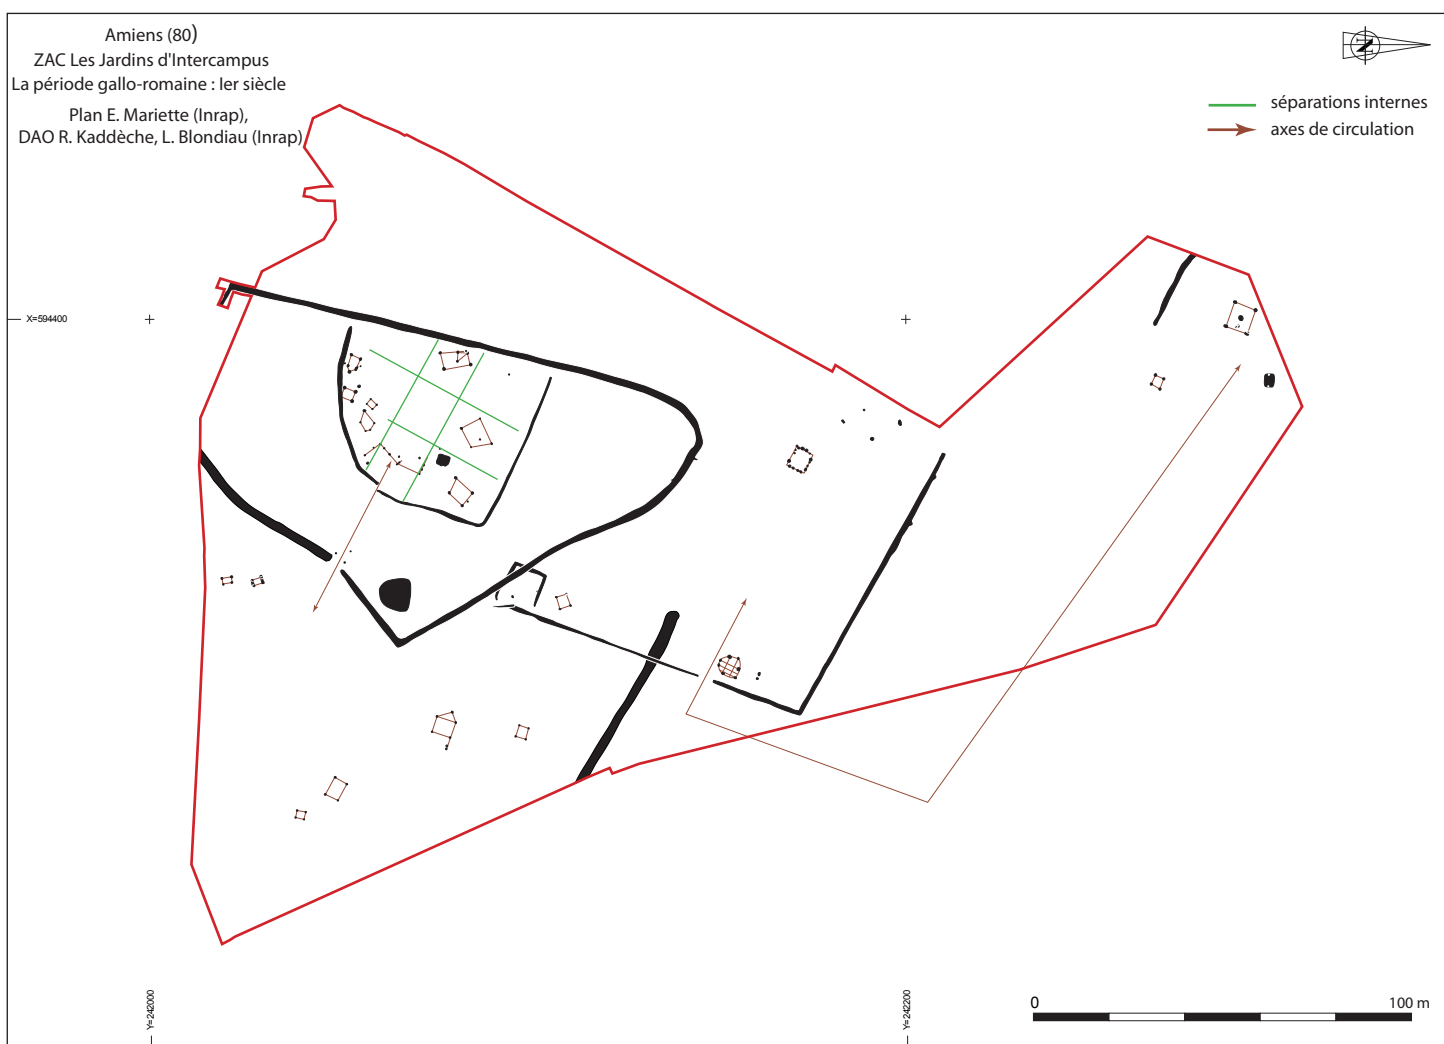 Amiens (80)
ZAC Les Jardins d'Intercampus
La période gallo-romaine : Ier siècle
Plan E. Mariette (Inrap),
DAO R. Kaddèche, L. Blondiau (Inrap)
N
séparations internes
axes de circulation
X=594400
Y=242000
Y=242200
0 100 m